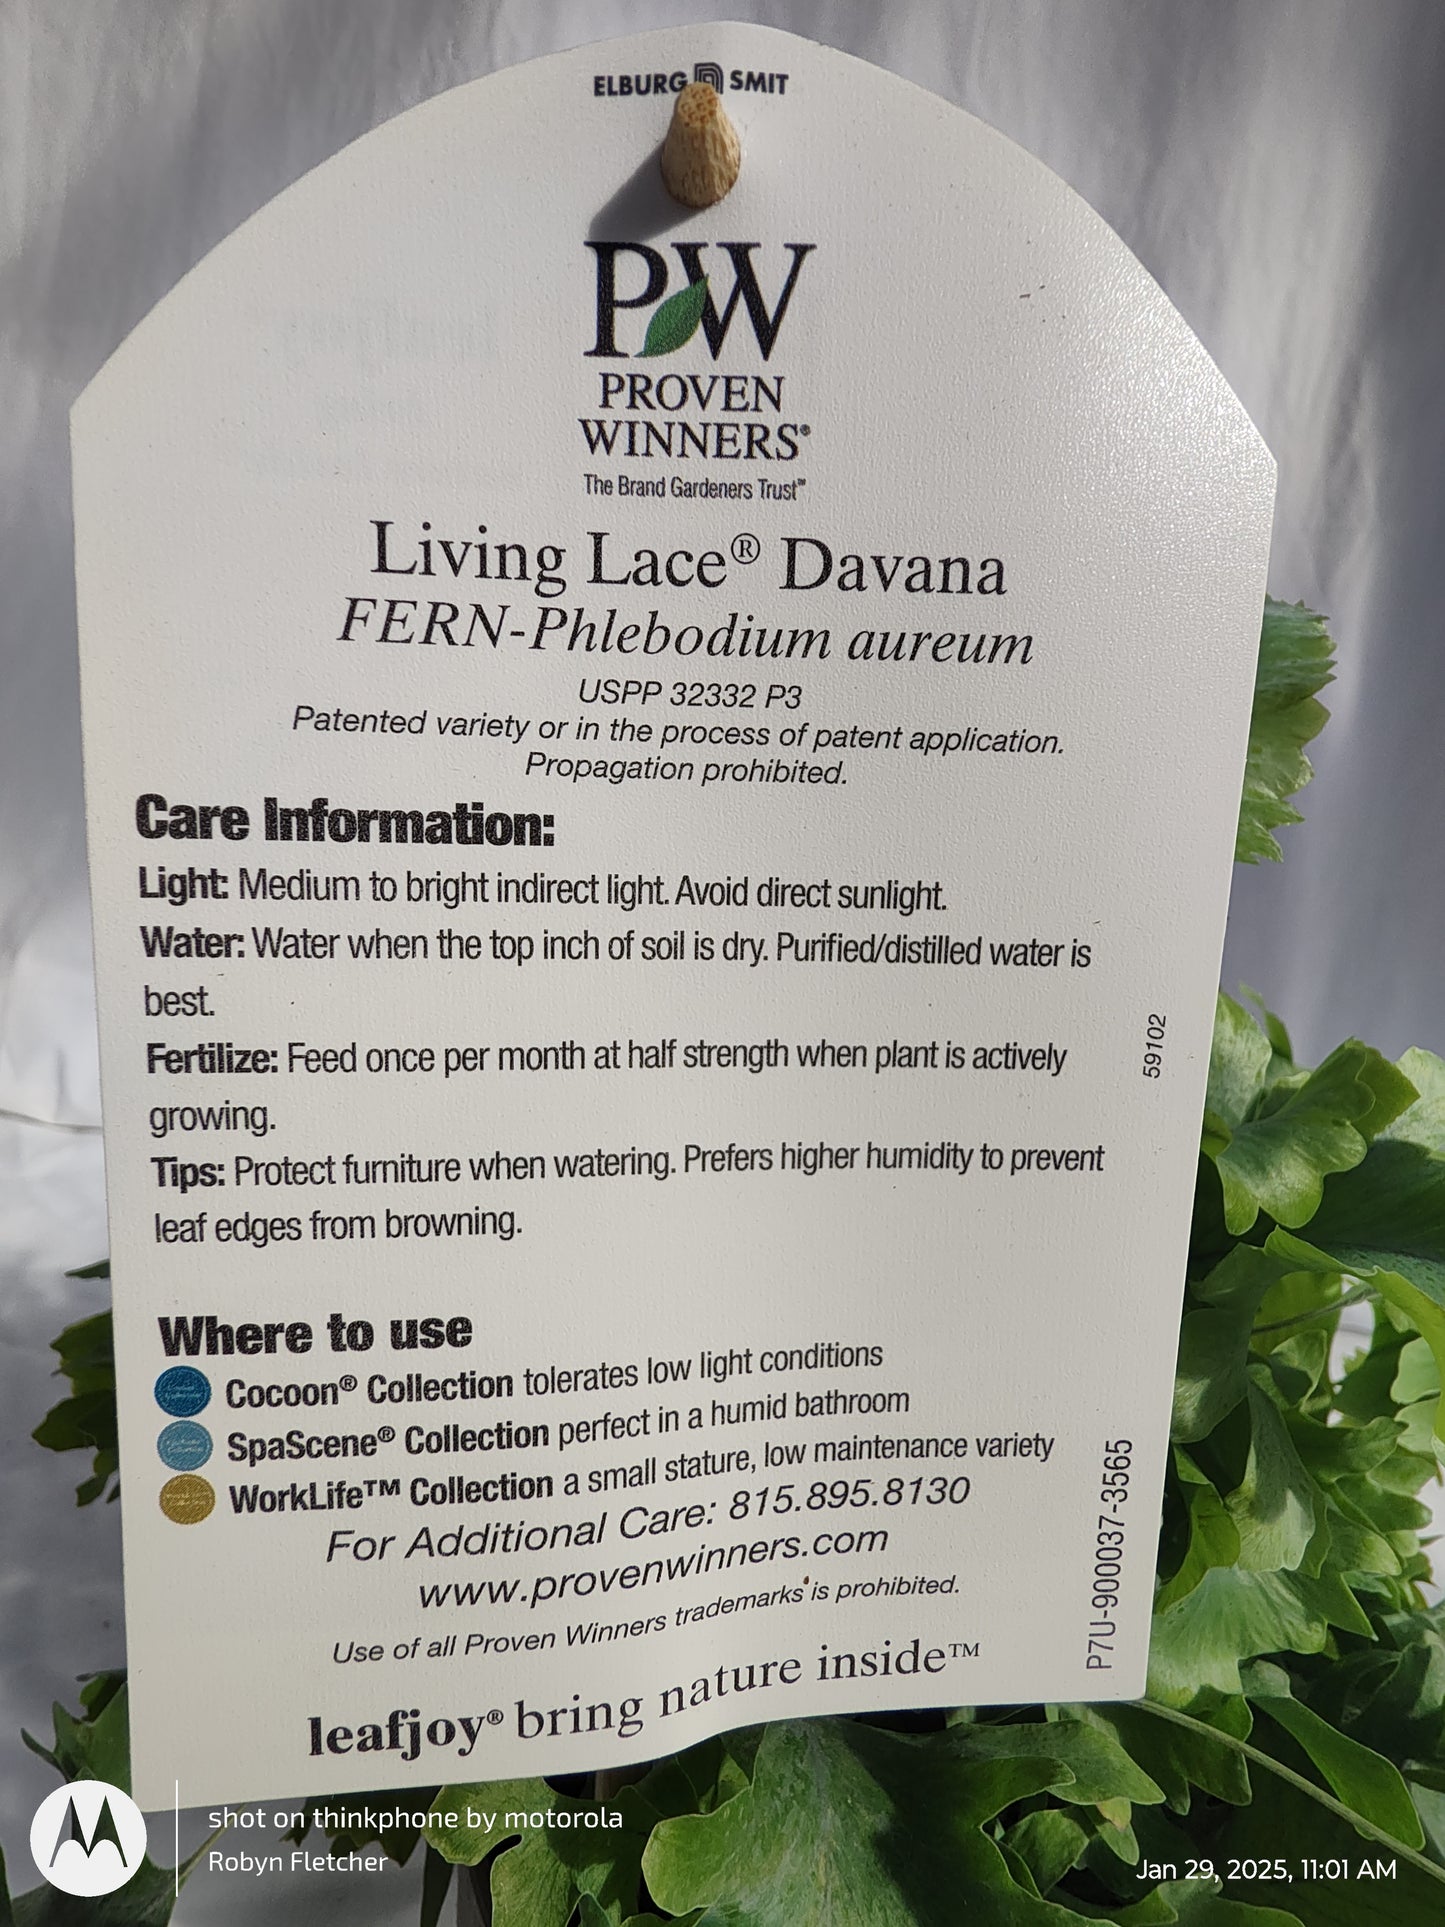 ELBURG SMIT
PW
PROVEN
WINNERS®
The Brand Gardeners Trust™
Living Lace® Davana
FERN-Phlebodium aureum
USPP 32332 P3
Patented variety or in the process of patent application.
Propagation prohibited.
Care Information:
Light: Medium to bright indirect light. Avoid direct sunlight.
Water: Water when the top inch of soil is dry. Purified/distilled water is
best.
Fertilize: Feed once per month at half strength when plant is actively
growing.
Tips: Protect furniture when watering. Prefers higher humidity to prevent
leaf edges from browning.
59102
Where to use
Cocoon® Collection tolerates low light conditions
SpaScene® Collection perfect in a humid bathroom
WorkLife™ Collection a small stature, low maintenance variety
For Additional Care: 815.895.8130
www.provenwinners.com
Use of all Proven Winners trademarks is prohibited.
leafjoy® bring nature inside™
P7U-900037-3565
shot on thinkphone by motorola
Robyn Fletcher
Jan 29, 2025, 11:01 AM